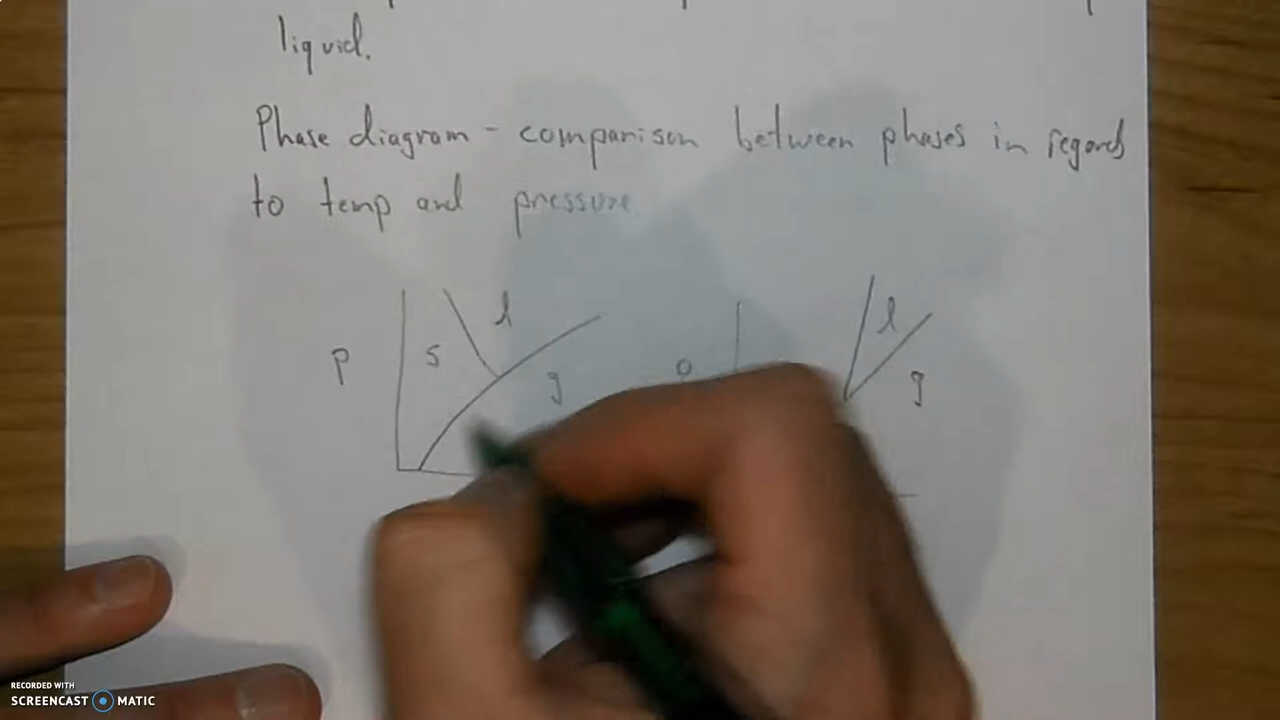 liquid.
Phase diagram - comparison between phases in regards
to temp and pressure.
p s l g
p l g
RECORDED WITH
SCREENCAST MATIC